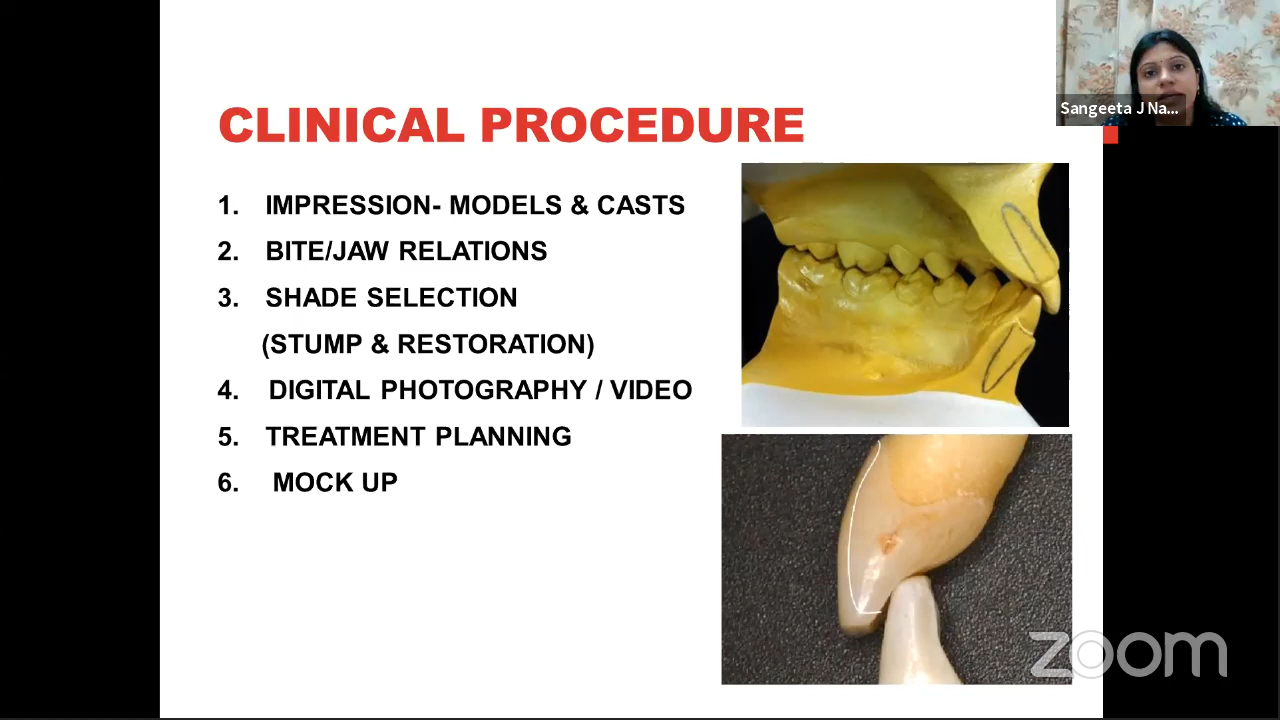 Sangeeta J Na...
CLINICAL PROCEDURE
1. IMPRESSION- MODELS & CASTS
2. BITE/JAW RELATIONS
3. SHADE SELECTION
(STUMP & RESTORATION)
4. DIGITAL PHOTOGRAPHY / VIDEO
5. TREATMENT PLANNING
6. MOCK UP
zoom